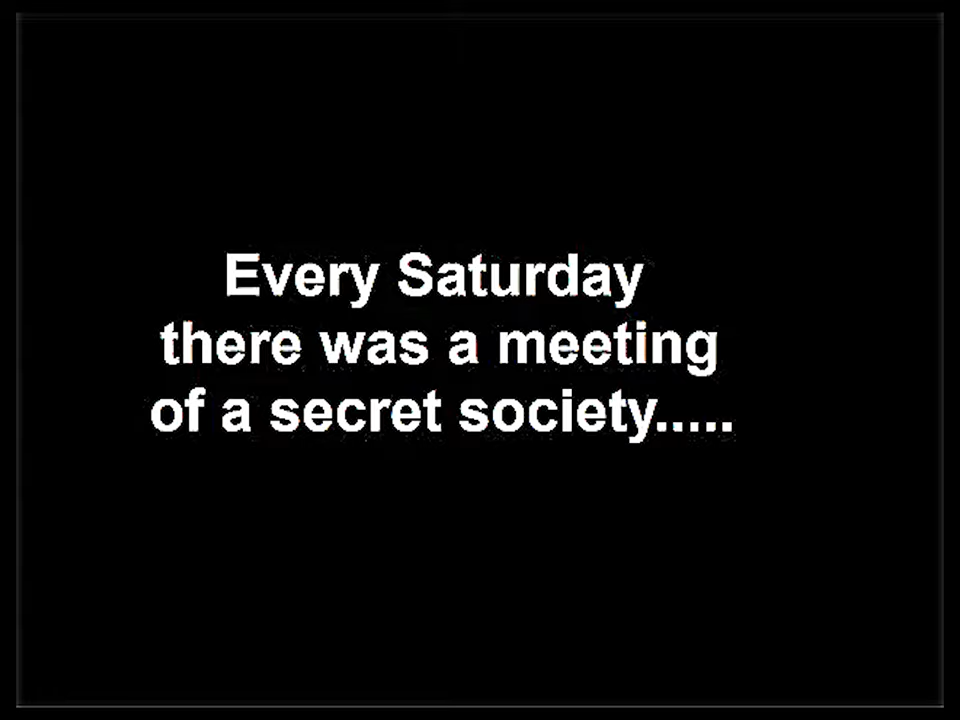 Every Saturday
there was a meeting
of a secret society.....